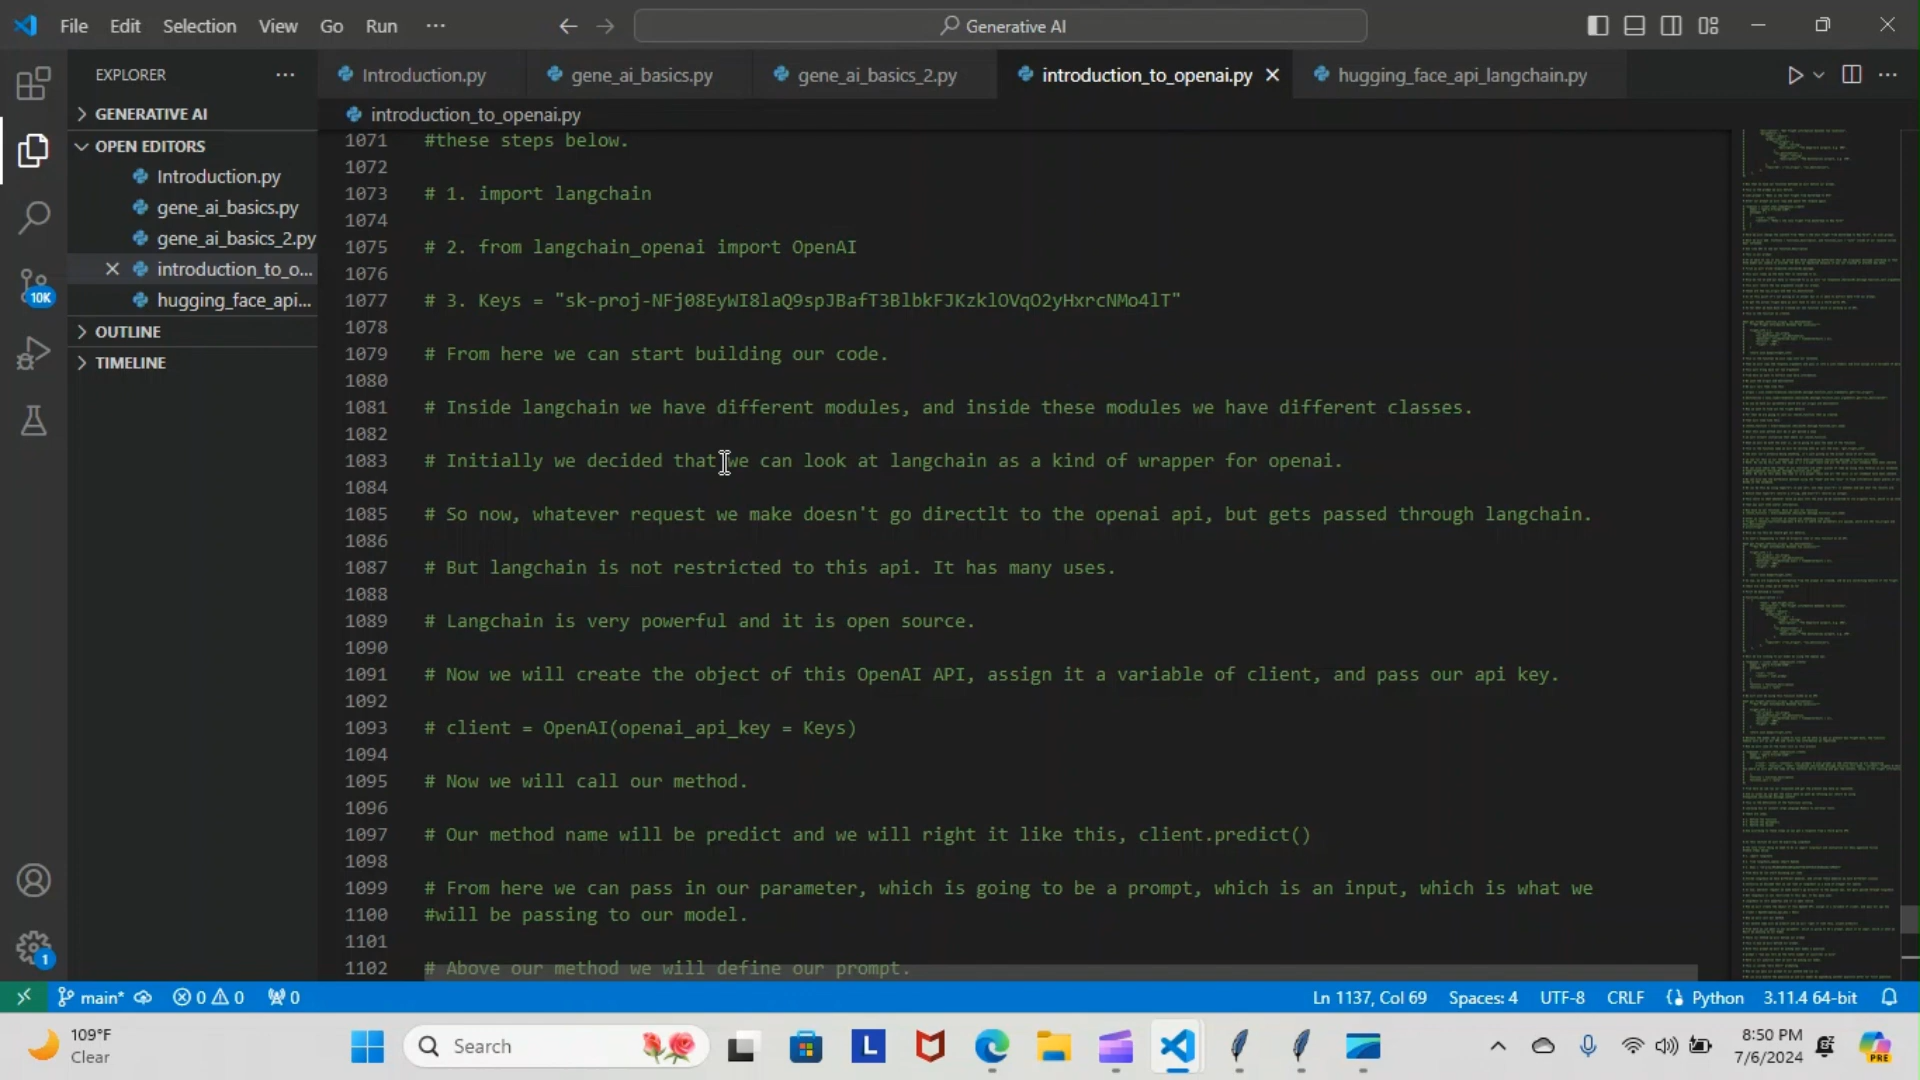 File Edit Selection View Go Run ··· Generative AI
EXPLORER ···
Introduction.py gene_ai_basics.py gene_ai_basics_2.py introduction_to_openai.py hugging_face_api_langchain.py
GENERATIVE AI
introduction_to_openai.py
OPEN EDITORS
Introduction.py
gene_ai_basics.py
gene_ai_basics_2.py
introduction_to_o...
hugging_face_api...
OUTLINE
TIMELINE
10K
1
1071 #these steps below.
1072
1073 # 1. import langchain
1074
1075 # 2. from langchain_openai import OpenAI
1076
1077 # 3. Keys = "sk-proj-NFj08EyWI8laQ9spJBafT3BlbkFJKzklOVqO2yHxrcNMo4lT"
1078
1079 # From here we can start building our code.
1080
1081 # Inside langchain we have different modules, and inside these modules we have different classes.
1082
1083 # Initially we decided that we can look at langchain as a kind of wrapper for openai.
1084
1085 # So now, whatever request we make doesn't go directlt to the openai api, but gets passed through langchain.
1086
1087 # But langchain is not restricted to this api. It has many uses.
1088
1089 # Langchain is very powerful and it is open source.
1090
1091 # Now we will create the object of this OpenAI API, assign it a variable of client, and pass our api key.
1092
1093 # client = OpenAI(openai_api_key = Keys)
1094
1095 # Now we will call our method.
1096
1097 # Our method name will be predict and we will right it like this, client.predict()
1098
1099 # From here we can pass in our parameter, which is going to be a prompt, which is an input, which is what we
1100 #will be passing to our model.
1101
1102 # Above our method we will define our prompt.
main* 0 0 0 Ln 1137, Col 69 Spaces: 4 UTF-8 CRLF Python 3.11.4 64-bit
109°F
Clear
Search
L
PRE
8:50 PM
7/6/2024